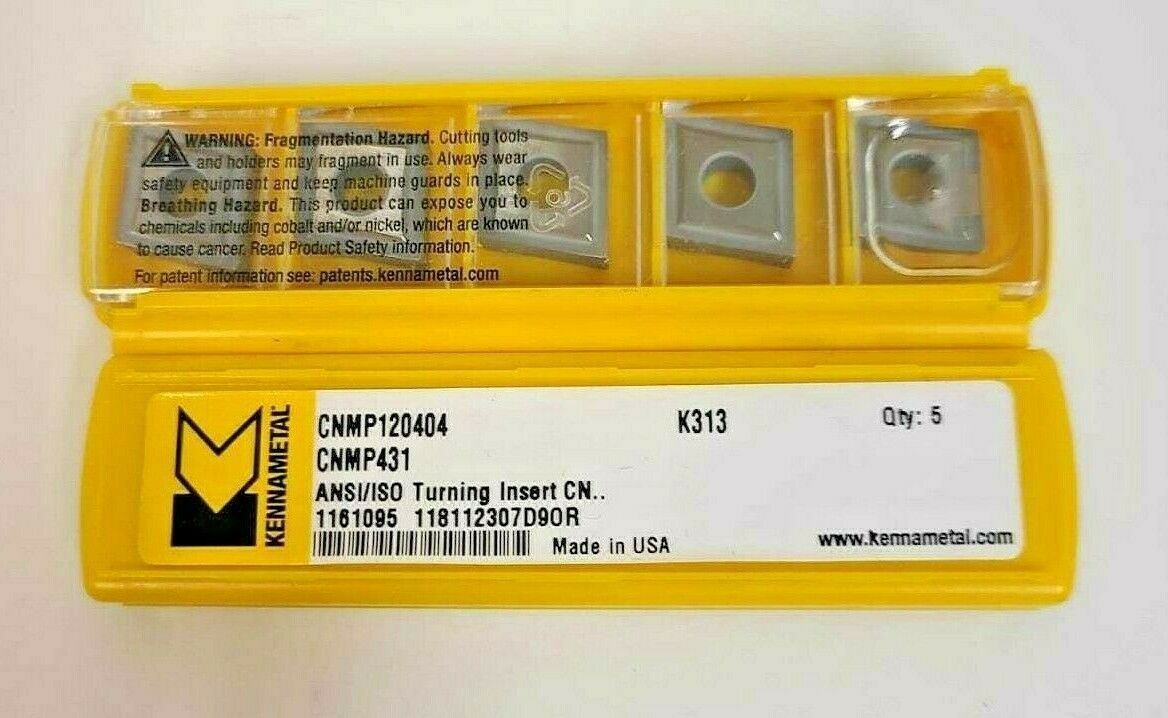 WARNING: Fragmentation Hazard. Cutting tools
and holders may fragment in use. Always wear
safety equipment and keep machine guards in place.
Breathing Hazard. This product can expose you to
chemicals including cobalt and/or nickel, which are known
to cause cancer. Read Product Safety information.
For patent information see: patents.kennametal.com
KENNAMETAL
CNMP120404 K313 Qty: 5
CNMP431
ANSI/ISO Turning Insert CN..
1161095 118112307D90R
Made in USA www.kennametal.com